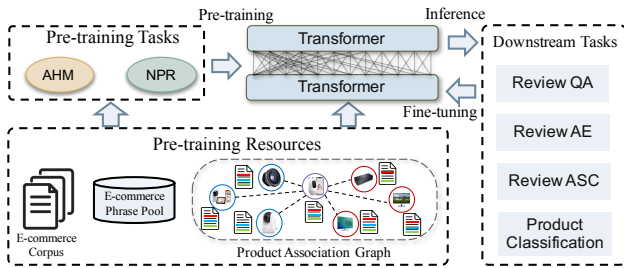 Pre-training Tasks
AHM
NPR
Pre-training
Transformer
Transformer
Inference
Fine-tuning
Downstream Tasks
Review QA
Review AE
Review ASC
Product
Classification
Pre-training Resources
E-commerce
Corpus
E-commerce
Phrase Pool
Product Association Graph